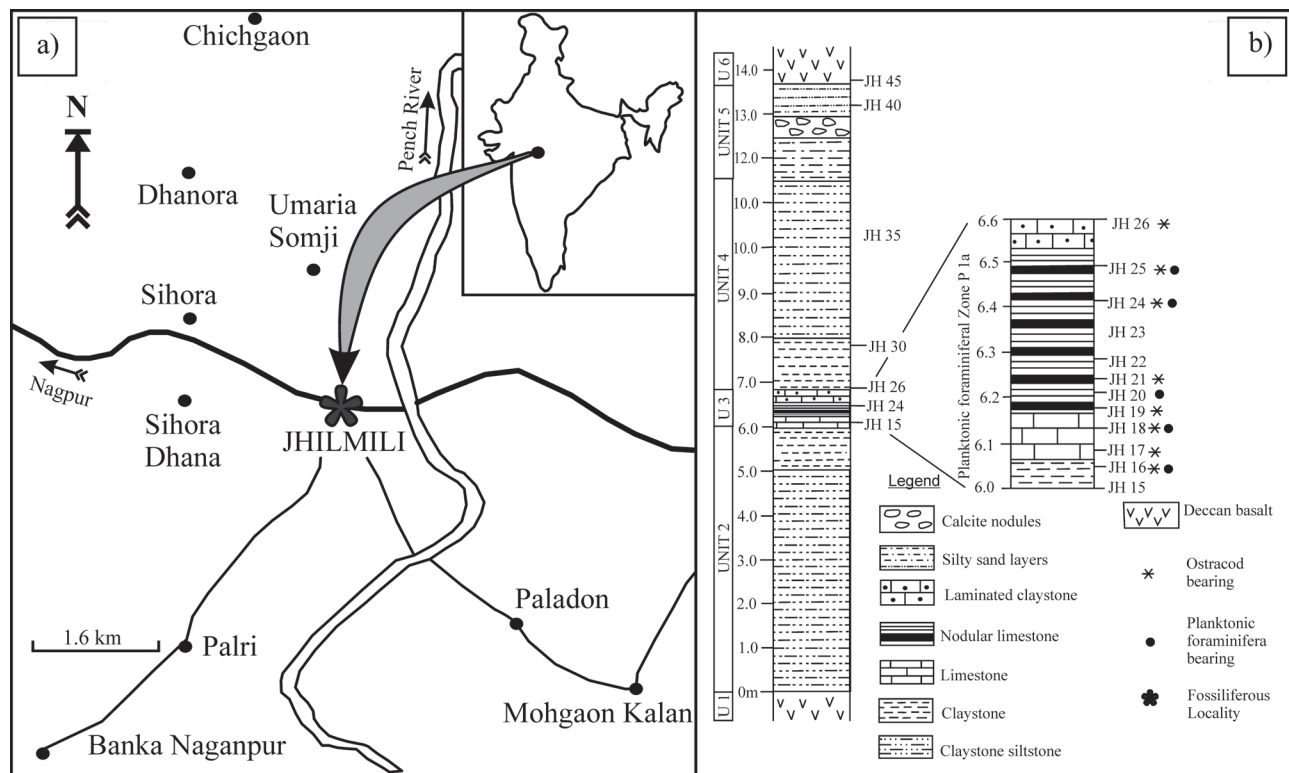 a)
Chichgaon
N
Pench River
Dhanora
Umaria
Somji
Sihora
Nagpur
Sihora
Dhana
JHILMILI
1.6 km
Palri
Paladon
Mohgaon Kalan
Banka Naganpur
b)
U 6
UNIT 5
UNIT 4
U 3
UNIT 2
U 1
14.0
13.0
12.0
10.0
10.0
9.0
8.0
7.0
6.0
5.0
4.0
3.0
2.0
1.0
0m
JH 45
JH 40
JH 35
JH 30
JH 26
JH 24
JH 15
Planktonic foraminiferal Zone P 1a
6.6
6.5
6.4
6.3
6.2
6.1
6.0
JH 26
JH 25
JH 24
JH 23
JH 22
JH 21
JH 20
JH 19
JH 18
JH 17
JH 16
JH 15
Legend
Calcite nodules
Silty sand layers
Laminated claystone
Nodular limestone
Limestone
Claystone
Claystone siltstone
Deccan basalt
Ostracod
bearing
Planktonic
foraminifera
bearing
Fossiliferous
Locality